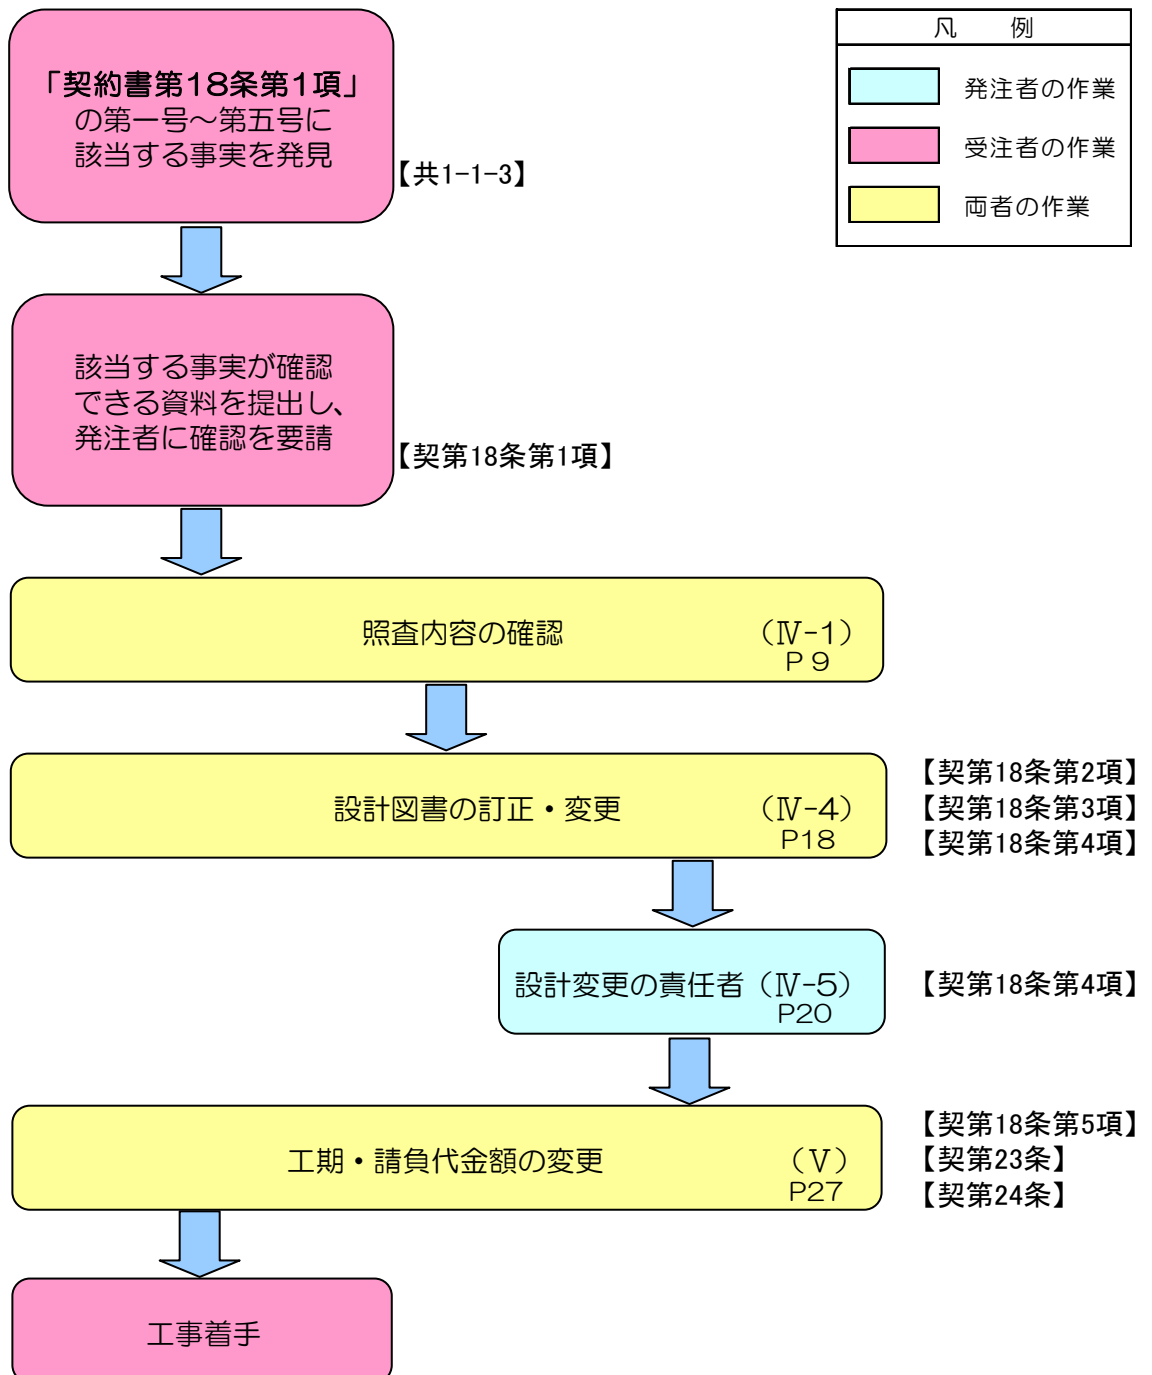 凡　例
発注者の作業
受注者の作業
両者の作業
「契約書第18条第1項」
の第一号～第五号に
該当する事実を発見
【共1-1-3】
該当する事実が確認
できる資料を提出し、
発注者に確認を要請
【契第18条第1項】
照査内容の確認 （Ⅳ-1）
P 9
設計図書の訂正・変更 （Ⅳ-4）
P18
【契第18条第2項】
【契第18条第3項】
【契第18条第4項】
設計変更の責任者（Ⅳ-5）
P20
【契第18条第4項】
工期・請負代金額の変更 （Ⅴ）
P27
【契第18条第5項】
【契第23条】
【契第24条】
工事着手